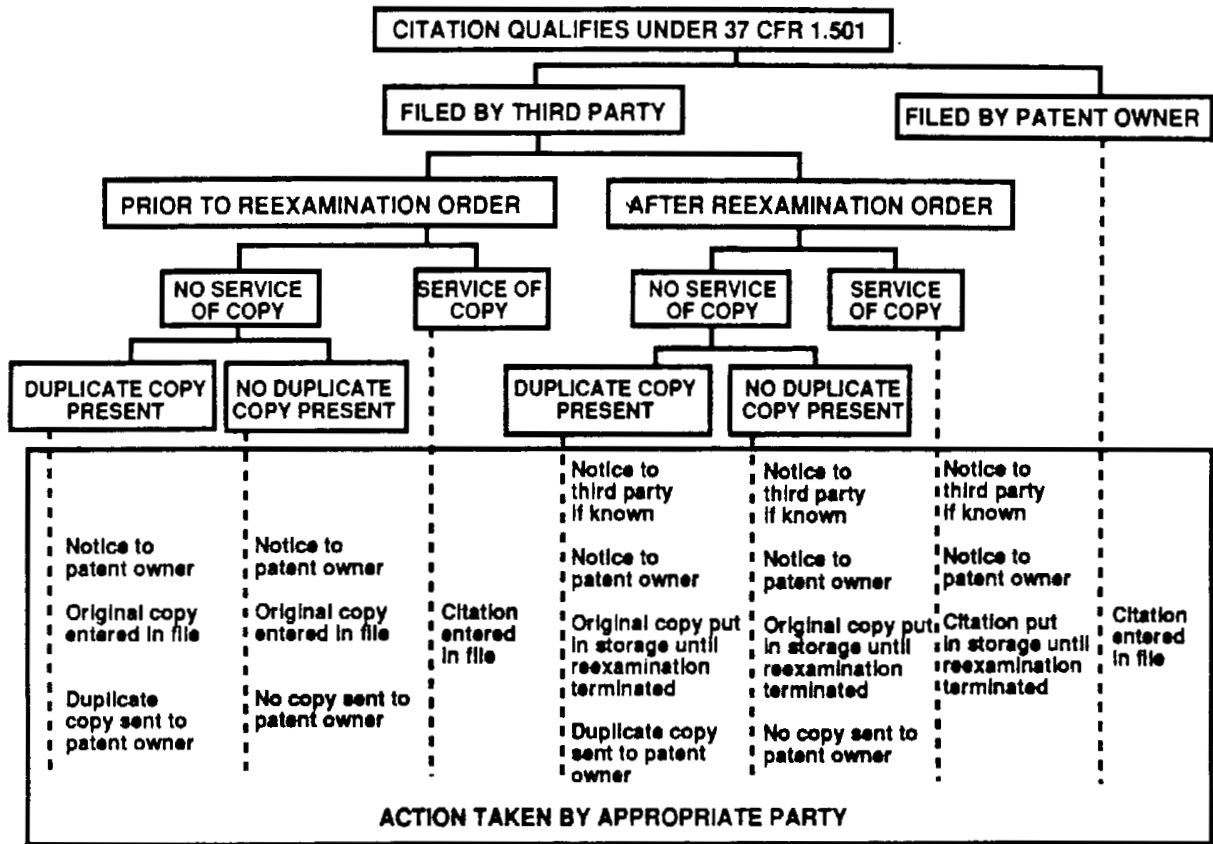 CITATION QUALIFIES UNDER 37 CFR 1.501
FILED BY THIRD PARTY
FILED BY PATENT OWNER
PRIOR TO REEXAMINATION ORDER
AFTER REEXAMINATION ORDER
NO SERVICE
OF COPY
SERVICE OF
COPY
NO SERVICE
OF COPY
SERVICE
OF COPY
DUPLICATE COPY
PRESENT
NO DUPLICATE
COPY PRESENT
DUPLICATE COPY
PRESENT
NO DUPLICATE
COPY PRESENT
Notice to
patent owner
Original copy
entered in file
Duplicate
copy sent to
patent owner
Notice to
patent owner
Original copy
entered in file
No copy sent to
patent owner
Citation
entered
in file
Notice to
third party
if known
Notice to
patent owner
Original copy put
in storage until
reexamination
terminated
Duplicate copy
sent to patent
owner
Notice to
third party
if known
Notice to
patent owner
Original copy put
in storage until
reexamination
terminated
No copy sent to
patent owner
Notice to
third party
if known
Notice to
patent owner
Citation put
in storage until
reexamination
terminated
Citation
entered
in file
ACTION TAKEN BY APPROPRIATE PARTY